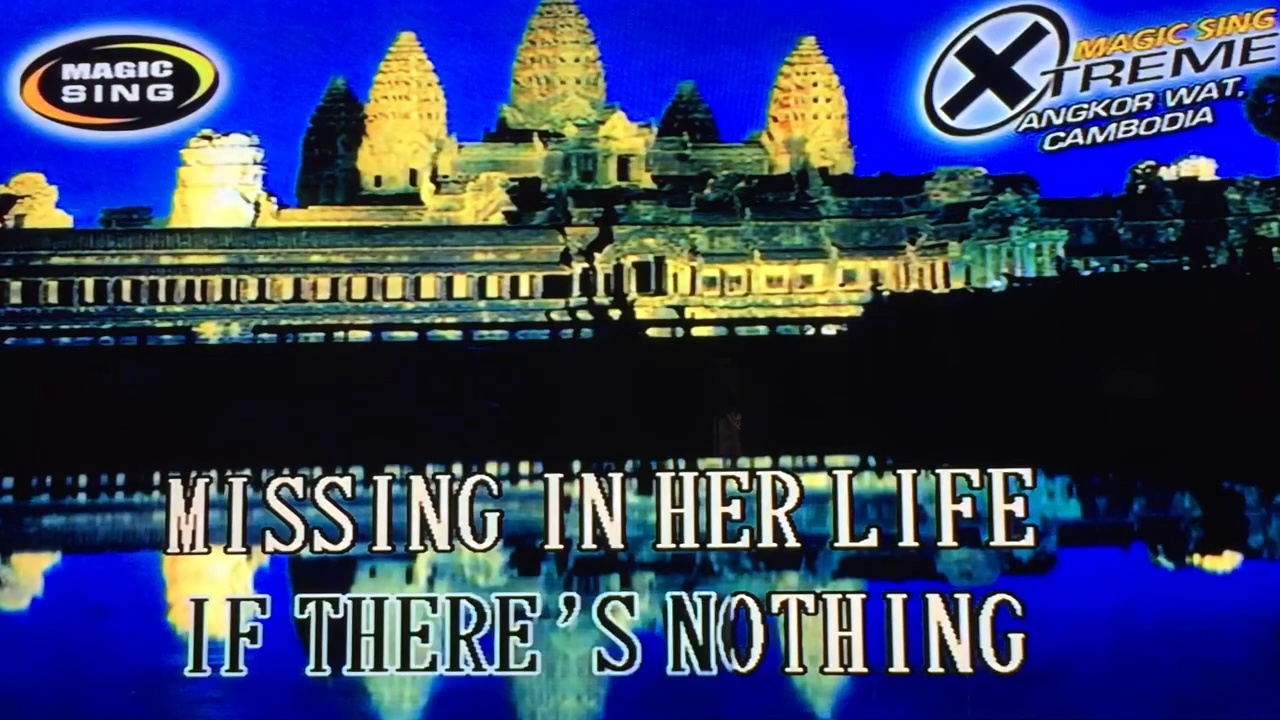 MAGIC
SING
MAGIC SING
XTREME
ANGKOR WAT,
CAMBODIA
MISSING IN HER LIFE
IF THERE'S NOTHING